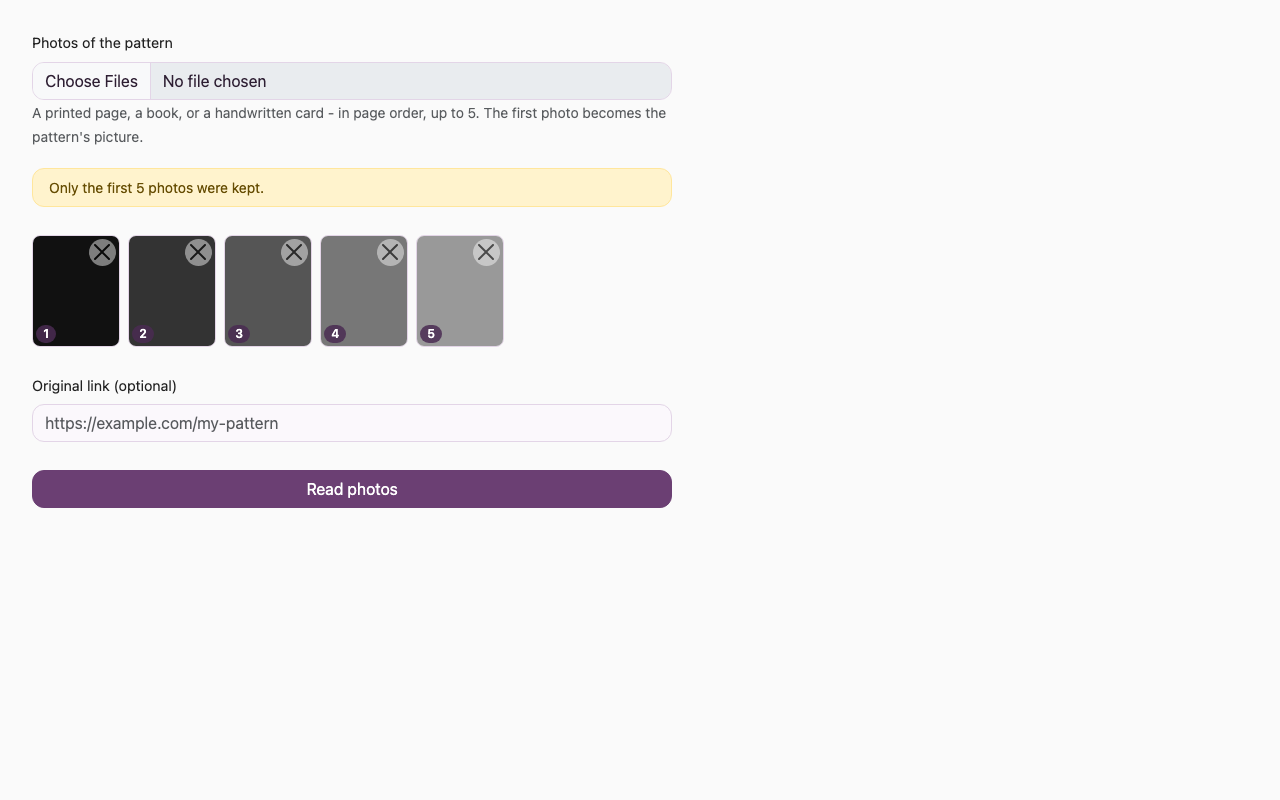 Photos of the pattern
Choose Files No file chosen
A printed page, a book, or a handwritten card - in page order, up to 5. The first photo becomes the
pattern's picture.
Only the first 5 photos were kept.
1 2 3 4 5
Original link (optional)
https://example.com/my-pattern
Read photos